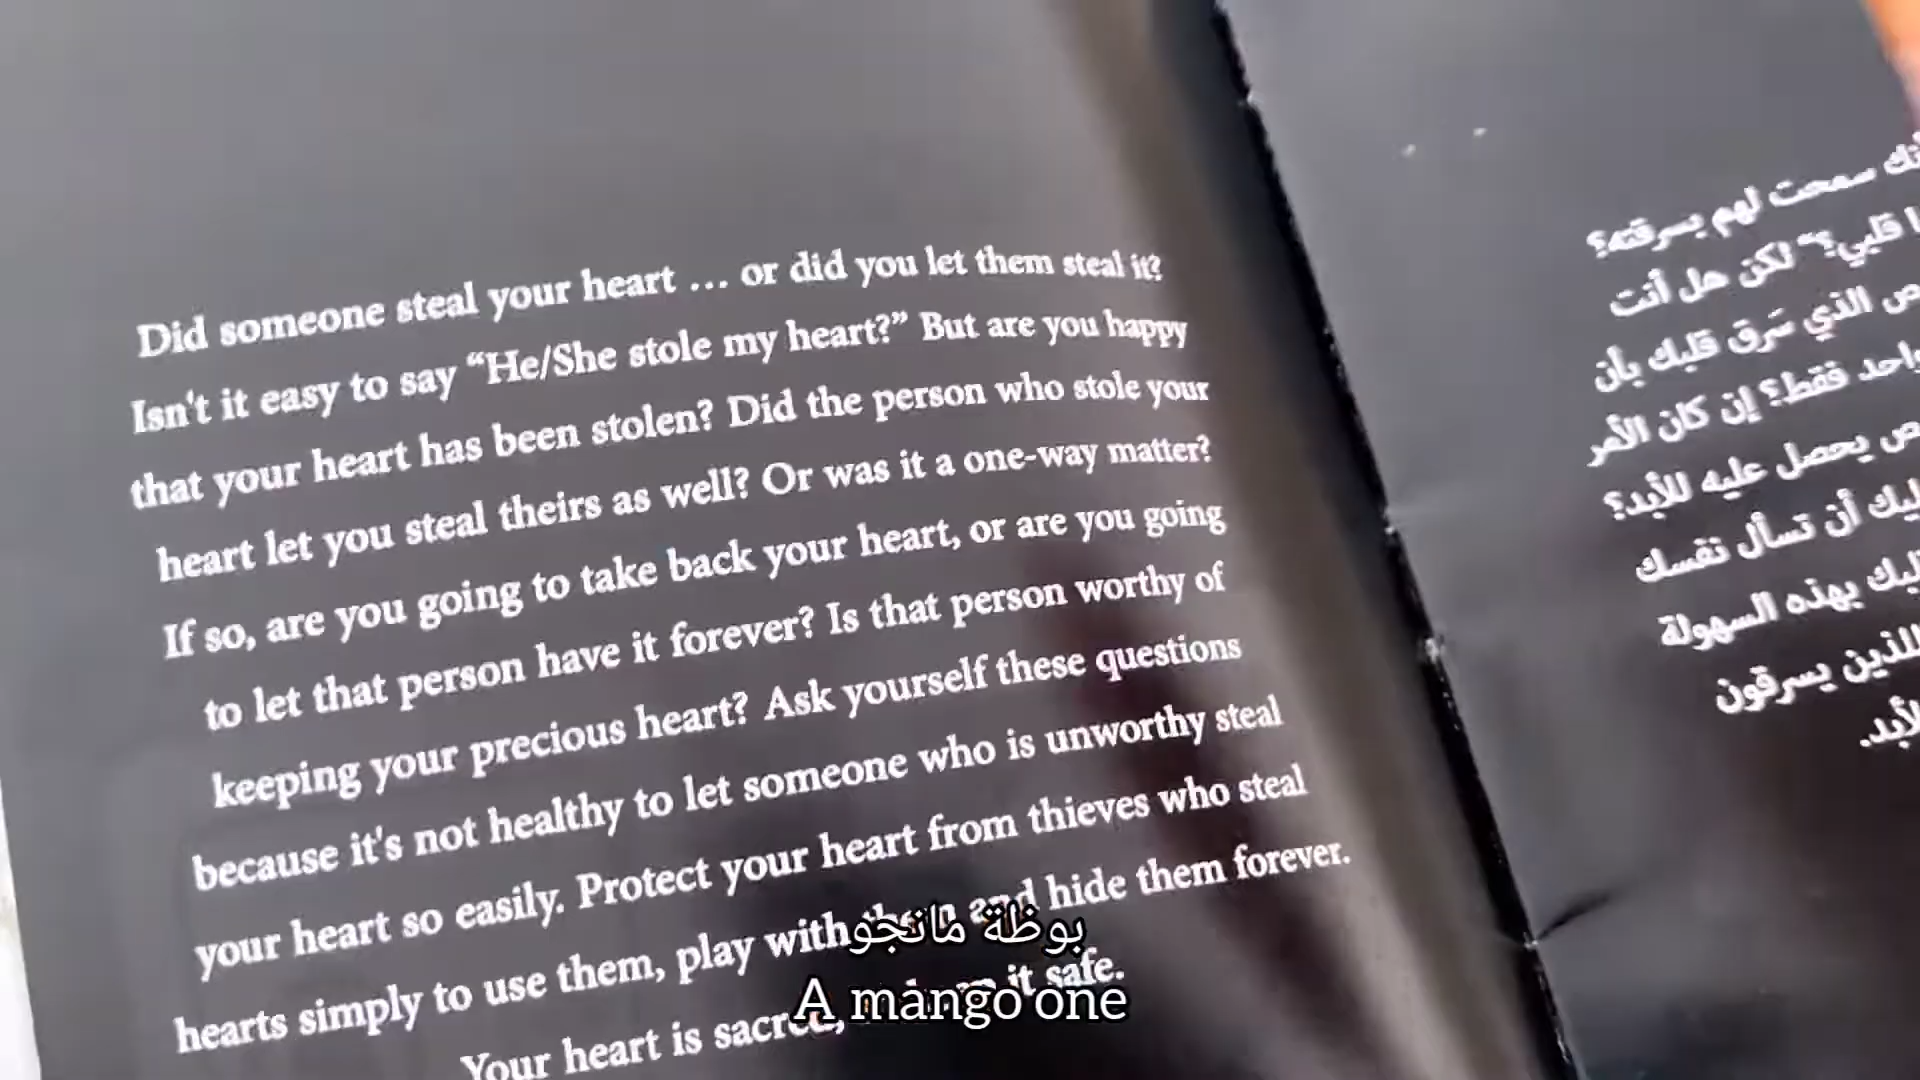 Did someone steal your heart … or did you let them steal it?
Isn't it easy to say “He/She stole my heart?” But are you happy
that your heart has been stolen? Did the person who stole your
heart let you steal theirs as well? Or was it a one-way matter?
If so, are you going to take back your heart, or are you going
to let that person have it forever? Is that person worthy of
keeping your precious heart? Ask yourself these questions
because it's not healthy to let someone who is unworthy steal
your heart so easily. Protect your heart from thieves who steal
hearts simply to use them, play with them and hide them forever.
Your heart is sacred, it safe.
سمحت لهم بسرقته؟
قلبي؟” لكن هل أنت
الذي سَرق قلبك بأن
واحد فقط؟ إن كان الأمر
يحصل عليه للأبد؟
أن تسأل نفسك
بهذه السهولة
للذين يسرقون
بوظة مانجو
A mango one